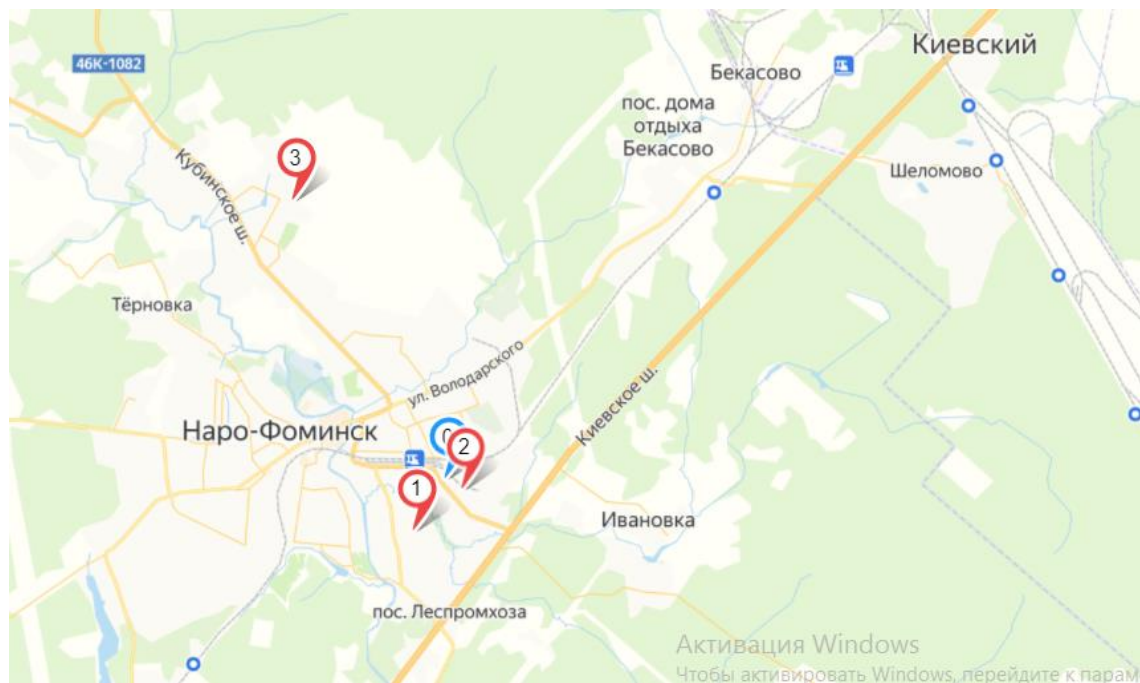 46К-1082
Киевский
Бекасово
пос. дома
отдыха
Бекасово
Кубинское ш.
3
Шеломово
Тёрновка
ул. Володарского
Киевское ш.
Наро-Фоминск
0
2
1
Ивановка
пос. Леспромхоза
Активация Windows
Чтобы активировать Windows, перейдите к парам